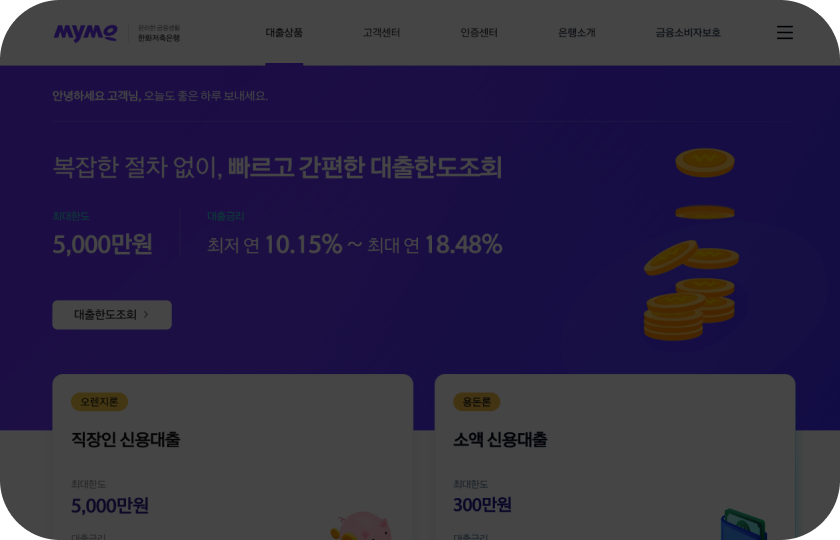 myme
편리한 금융생활
한화저축은행
대출상품 고객센터 인증센터 은행소개 금융소비자보호
안녕하세요 고객님, 오늘도 좋은 하루 보내세요.
복잡한 절차 없이, 빠르고 간편한 대출한도조회
최대한도 대출금리
5,000만원 최저 연 10.15% ~ 최대 연 18.48%
대출한도조회 >
오렌지론
직장인 신용대출
최대한도
5,000만원
대출금리
용돈론
소액 신용대출
최대한도
300만원
대출금리